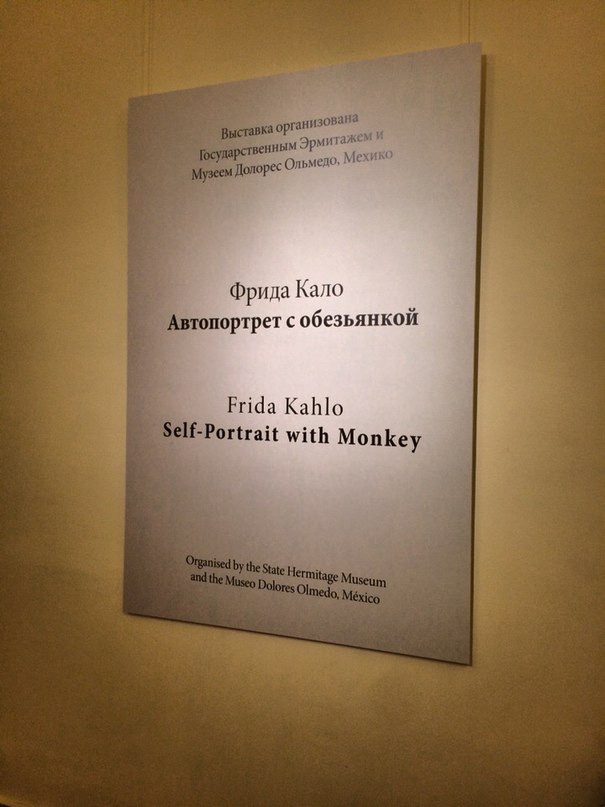 Выставка организована
Государственным Эрмитажем и
Музеем Долорес Ольмедо, Мехико
Фрида Кало
Автопортрет с обезьянкой
Frida Kahlo
Self-Portrait with Monkey
Organised by the State Hermitage Museum
and the Museo Dolores Olmedo, México